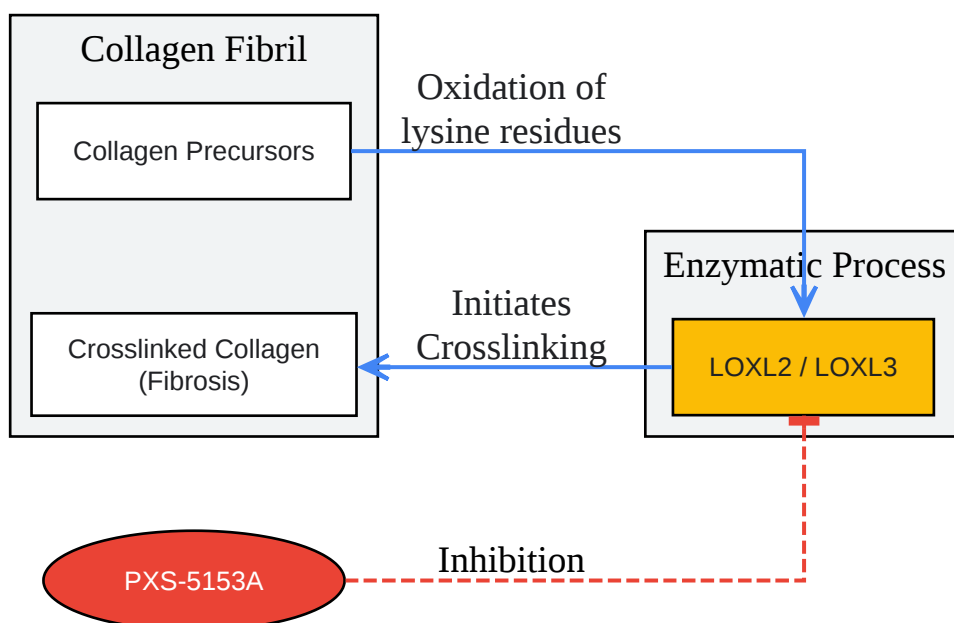 Collagen Fibril
Collagen Precursors
Oxidation of
lysine residues
Enzymatic Process
LOXL2 / LOXL3
Initiates
Crosslinking
Crosslinked Collagen
(Fibrosis)
PXS-5153A
Inhibition